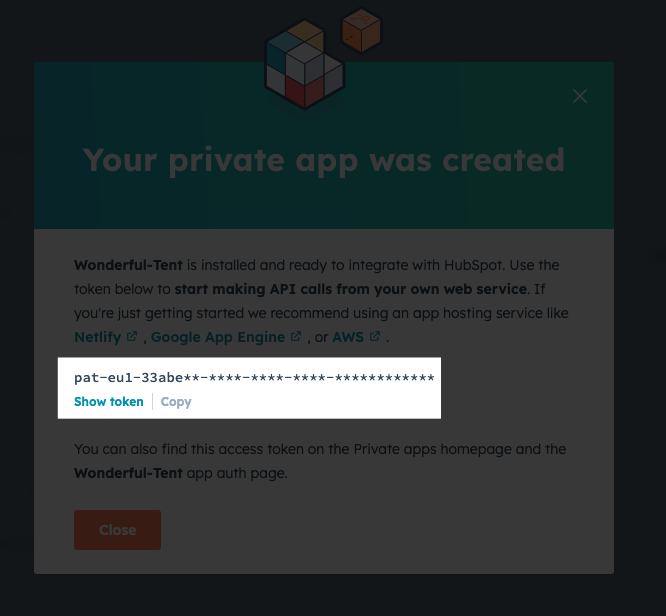 Your private app was created
Wonderful-Tent is installed and ready to integrate with HubSpot. Use the
token below to start making API calls from your own web service. If
you're just getting started we recommend using an app hosting service like
Netlify , Google App Engine , or AWS .
pat-eu1-33abe**-****-****-****-************
Show token Copy
You can also find this access token on the Private apps homepage and the
Wonderful-Tent app auth page.
Close